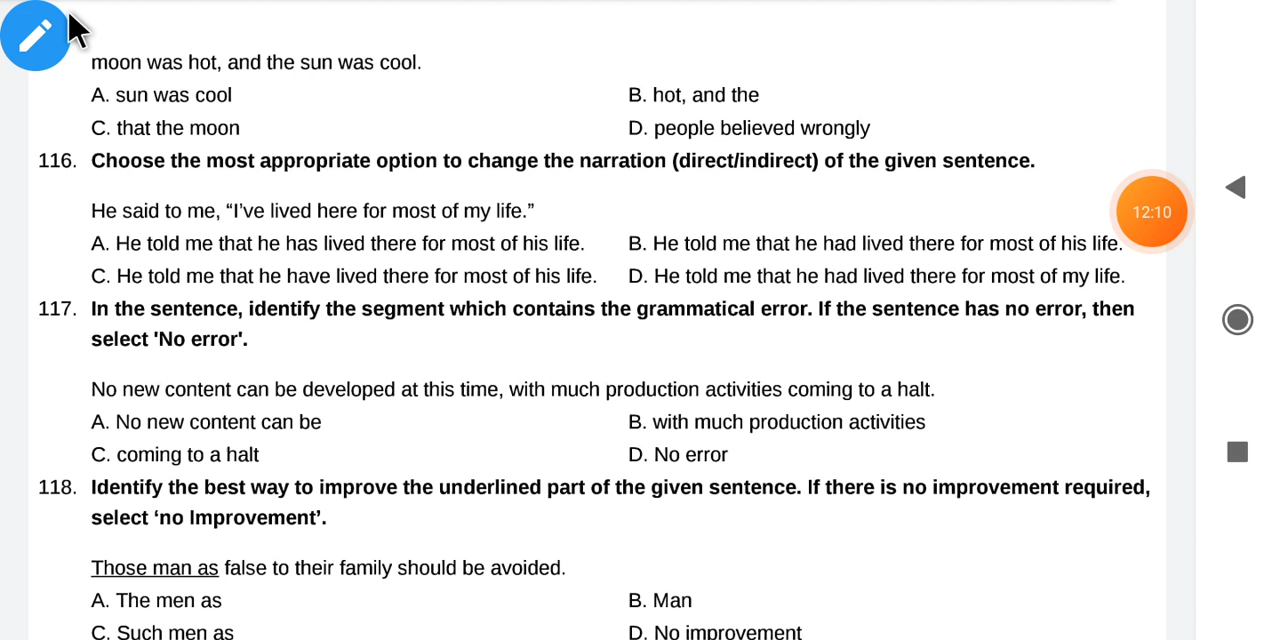 moon was hot, and the sun was cool.
A. sun was cool B. hot, and the
C. that the moon D. people believed wrongly
116. Choose the most appropriate option to change the narration (direct/indirect) of the given sentence.
He said to me, “I’ve lived here for most of my life.”
12:10
A. He told me that he has lived there for most of his life. B. He told me that he had lived there for most of his life.
C. He told me that he have lived there for most of his life. D. He told me that he had lived there for most of my life.
117. In the sentence, identify the segment which contains the grammatical error. If the sentence has no error, then
select 'No error'.
No new content can be developed at this time, with much production activities coming to a halt.
A. No new content can be B. with much production activities
C. coming to a halt D. No error
118. Identify the best way to improve the underlined part of the given sentence. If there is no improvement required,
select ‘no Improvement’.
Those man as false to their family should be avoided.
A. The men as B. Man
C. Such men as D. No improvement